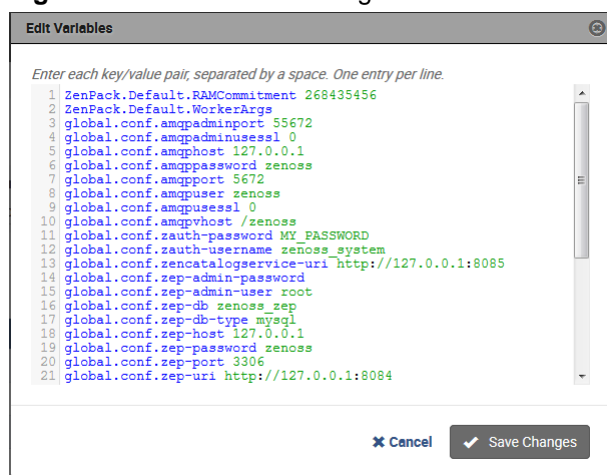 Edit Variables
Enter each key/value pair, separated by a space. One entry per line.
1 ZenPack.Default.RAMCommitment 268435456
2 ZenPack.Default.WorkerArgs
3 global.conf.amqpadminport 55672
4 global.conf.amqpadminusessl 0
5 global.conf.amqphost 127.0.0.1
6 global.conf.amqppassword zenoss
7 global.conf.amqpport 5672
8 global.conf.amqpuser zenoss
9 global.conf.amqpusessl 0
10 global.conf.amqpvhost /zenoss
11 global.conf.zauth-password MY_PASSWORD
12 global.conf.zauth-username zenoss_system
13 global.conf.zencatalogservice-uri http://127.0.0.1:8085
14 global.conf.zep-admin-password
15 global.conf.zep-admin-user root
16 global.conf.zep-db zenoss_zep
17 global.conf.zep-db-type mysql
18 global.conf.zep-host 127.0.0.1
19 global.conf.zep-password zenoss
20 global.conf.zep-port 3306
21 global.conf.zep-uri http://127.0.0.1:8084
Cancel Save Changes